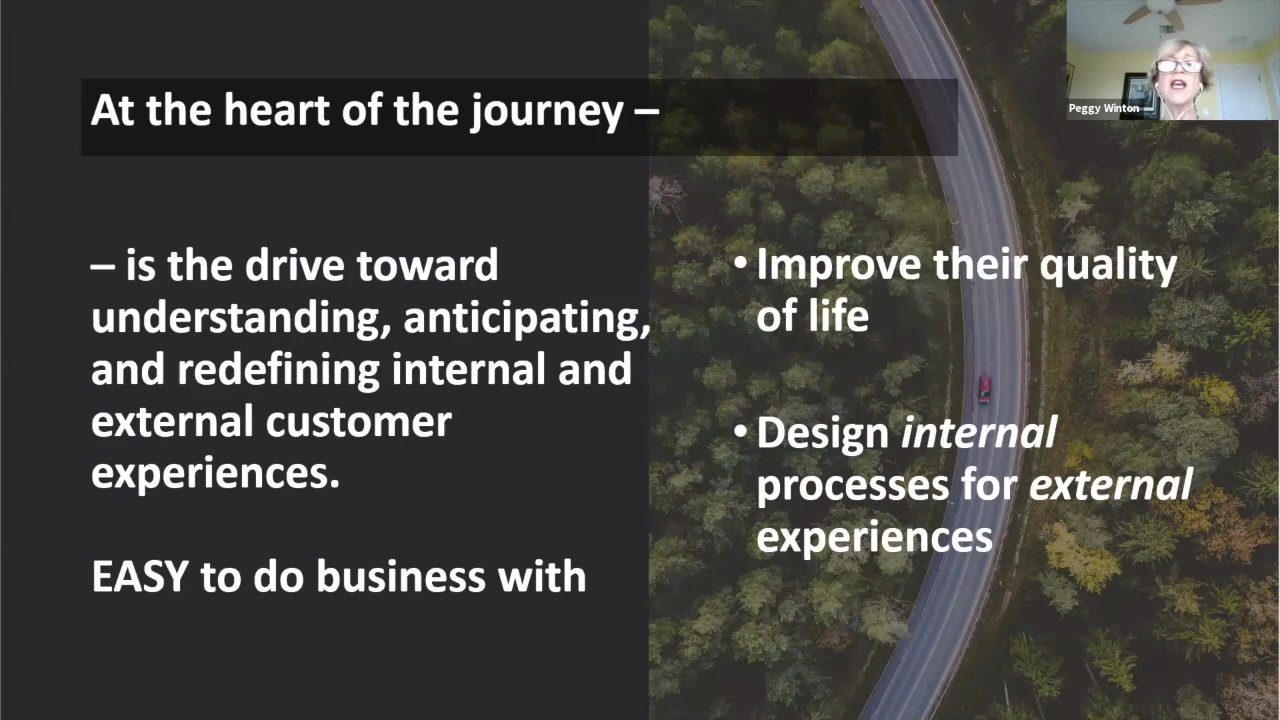 At the heart of the journey –
– is the drive toward
understanding, anticipating,
and redefining internal and
external customer
experiences.
EASY to do business with
• Improve their quality
of life
• Design internal
processes for external
experiences
Peggy Winton